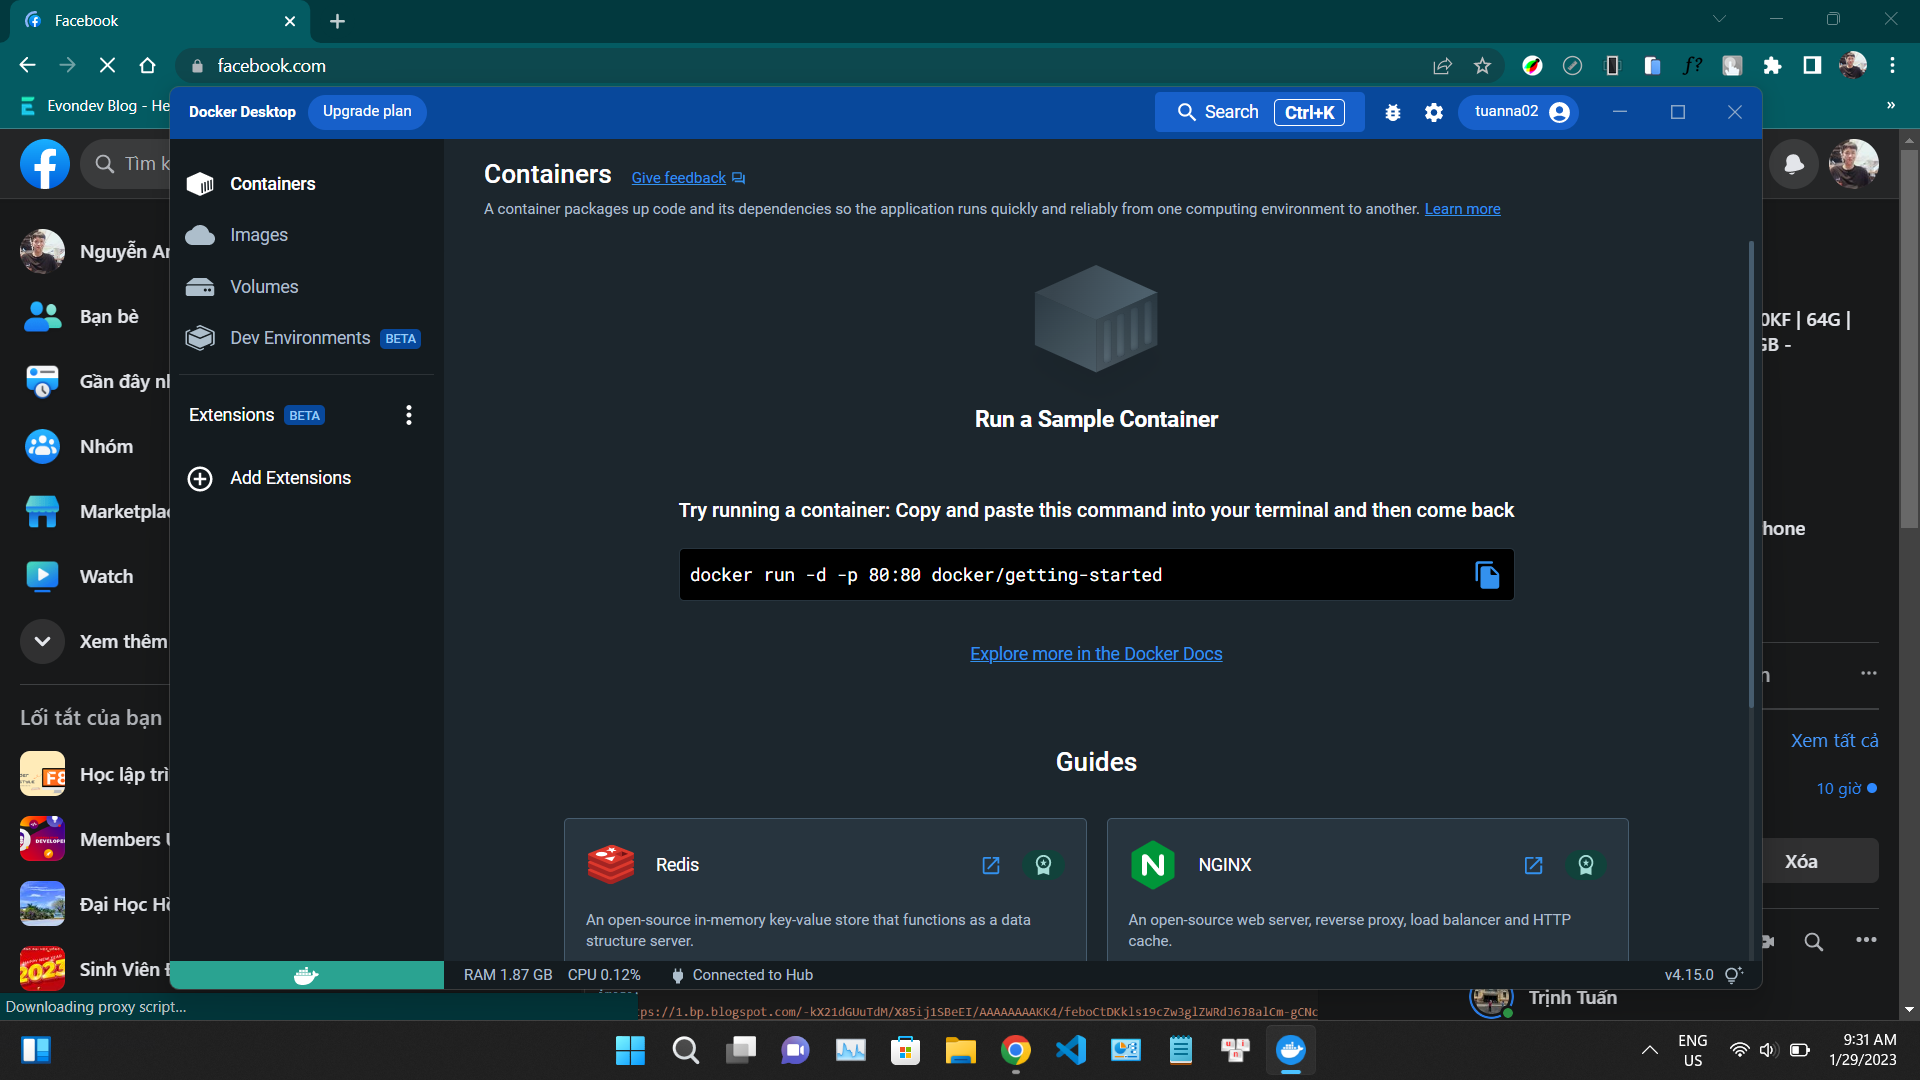 Facebook
facebook.com
Evondev Blog - He
»
Docker Desktop
Upgrade plan
Search
Ctrl+K
tuanna02
Tìm k
Containers
Images
Volumes
Dev Environments BETA
Extensions BETA
Add Extensions
Containers
Give feedback
A container packages up code and its dependencies so the application runs quickly and reliably from one computing environment to another. Learn more
Run a Sample Container
Try running a container: Copy and paste this command into your terminal and then come back
docker run -d -p 80:80 docker/getting-started
Explore more in the Docker Docs
Guides
Redis
An open-source in-memory key-value store that functions as a data
structure server.
NGINX
An open-source web server, reverse proxy, load balancer and HTTP
cache.
RAM 1.87 GB CPU 0.12% Connected to Hub
v4.15.0
Nguyễn An
Bạn bè
Gần đây nh
Nhóm
Marketplac
Watch
Xem thêm
Lối tắt của bạn
Học lập trì
Members U
Đại Học Hồ
Sinh Viên Đ
0KF | 64G |
GB -
hone
n
Xem tất cả
10 giờ
Xóa
Trịnh Tuấn
Downloading proxy script...
ps://1.bp.blogspot.com/-kX21dGUuTdM/X85ij1SBeEI/AAAAAAAAKK4/feboCtDKkls19cZw3glZWRdJ6J8alCm-gCNc
ENG
US
9:31 AM
1/29/2023